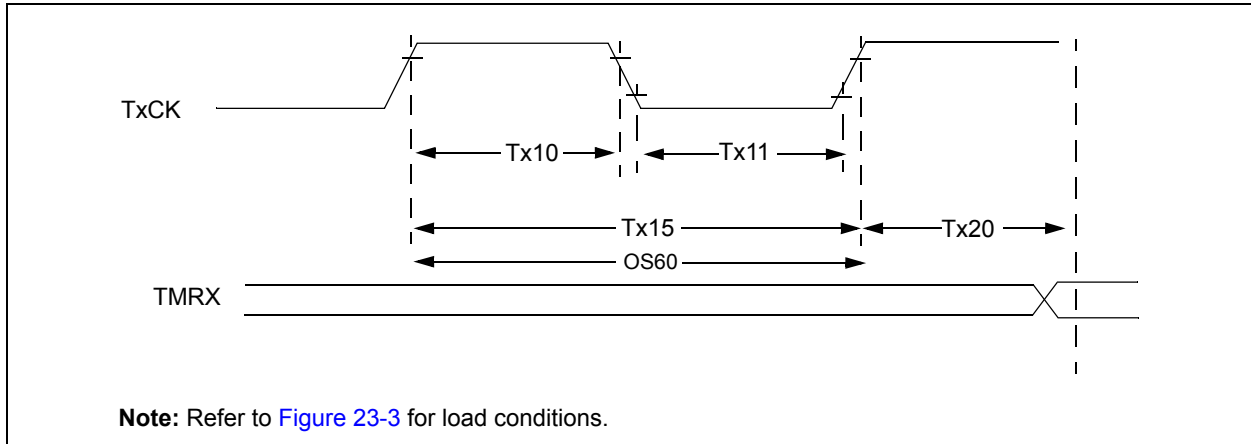 TxCK
Tx10
Tx11
Tx15
Tx20
OS60
TMRX
Note: Refer to Figure 23-3 for load conditions.